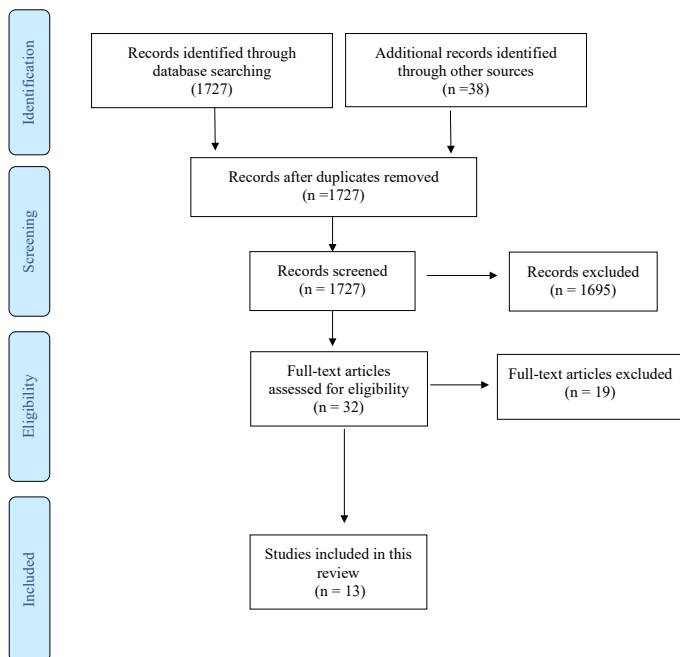 Identification
Records identified through
database searching
(1727)
Additional records identified
through other sources
(n =38)
Records after duplicates removed
(n =1727)
Screening
Records screened
(n = 1727)
Records excluded
(n = 1695)
Eligibility
Full-text articles
assessed for eligibility
(n = 32)
Full-text articles excluded
(n = 19)
Included
Studies included in this
review
(n = 13)